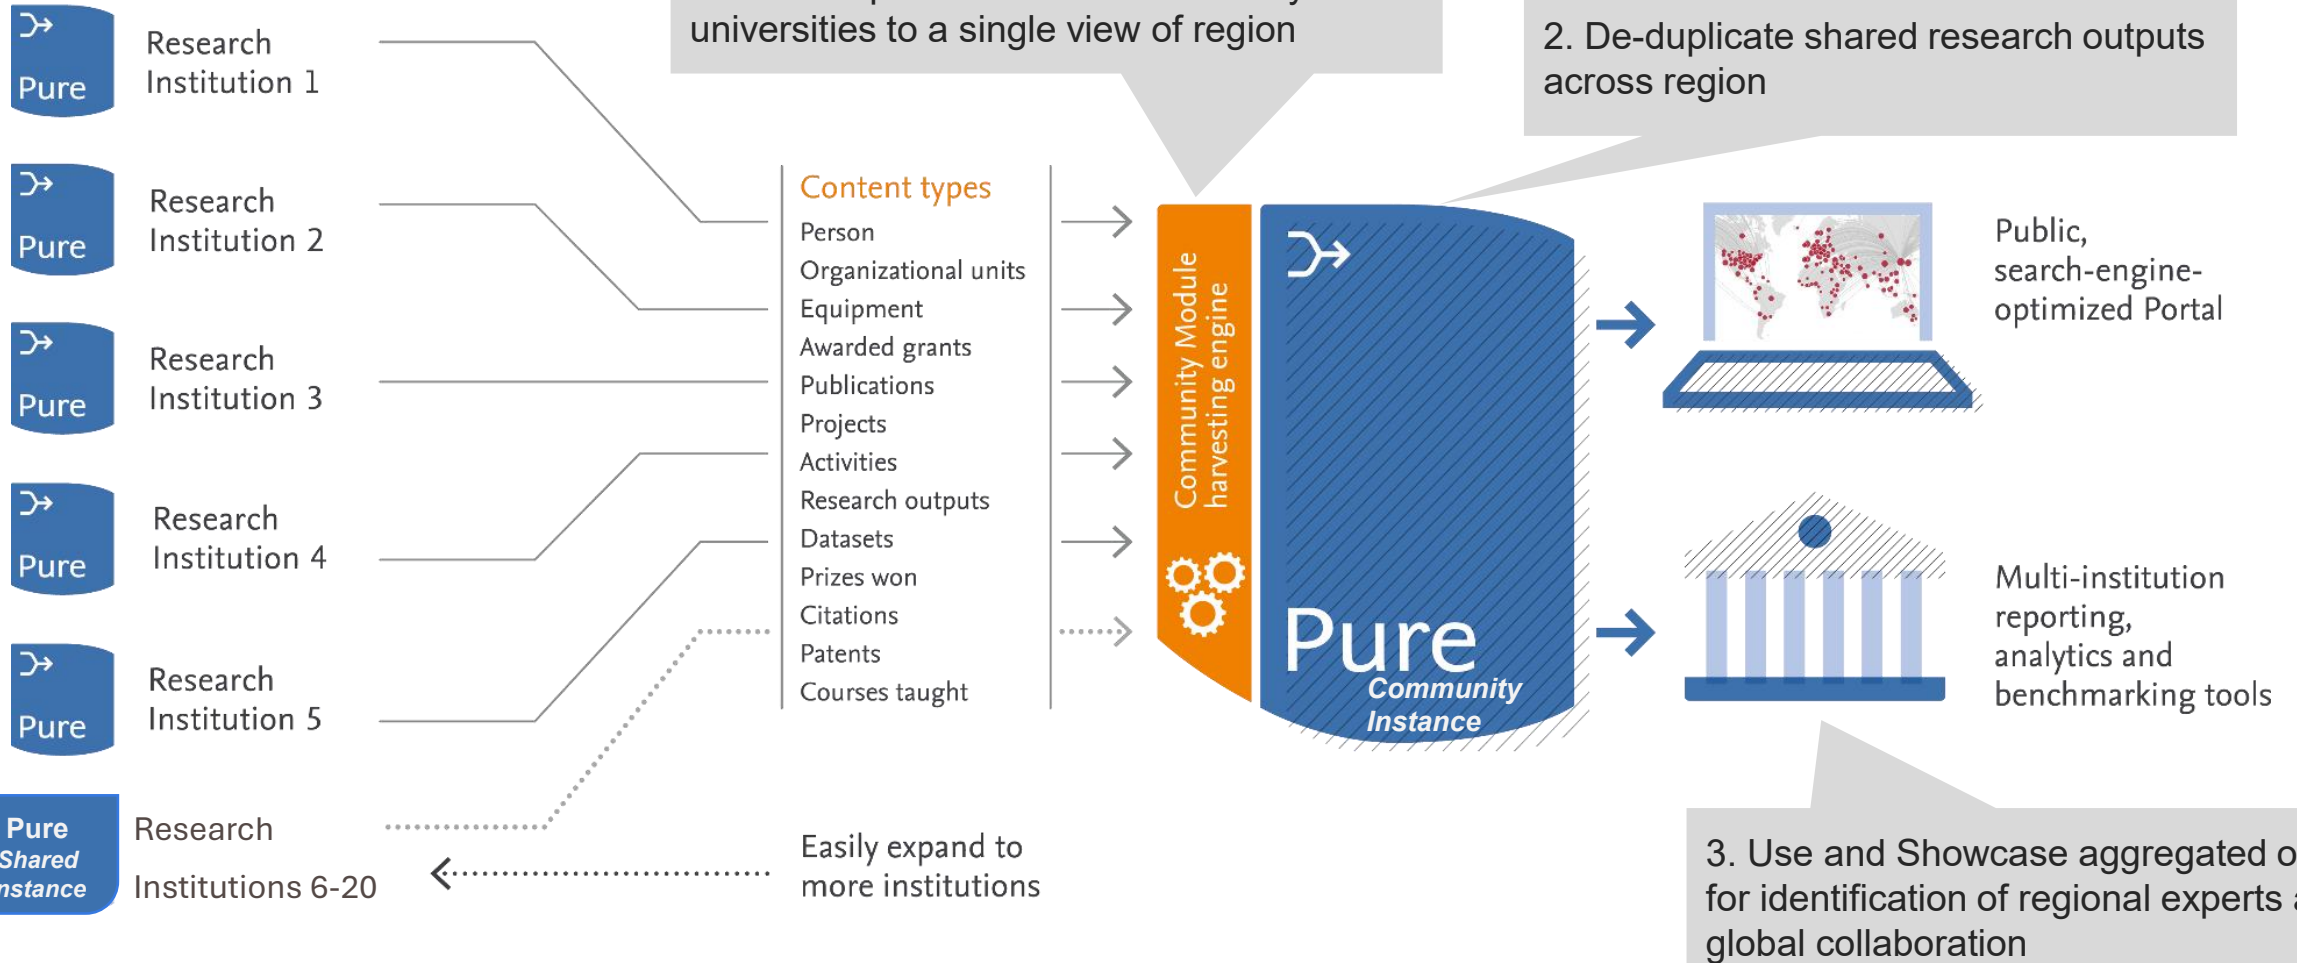 universities to a single view of region
2. De-duplicate shared research outputs
across region
Pure
Research
Institution 1
Pure
Research
Institution 2
Pure
Research
Institution 3
Pure
Research
Institution 4
Pure
Research
Institution 5
Pure
Shared
Instance
Research
Institutions 6-20
Easily expand to
more institutions
Content types
Person
Organizational units
Equipment
Awarded grants
Publications
Projects
Activities
Research outputs
Datasets
Prizes won
Citations
Patents
Courses taught
Community Module
harvesting engine
Pure
Community
Instance
Public,
search-engine-
optimized Portal
Multi-institution
reporting,
analytics and
benchmarking tools
3. Use and Showcase aggregated
for identification of regional experts
global collaboration